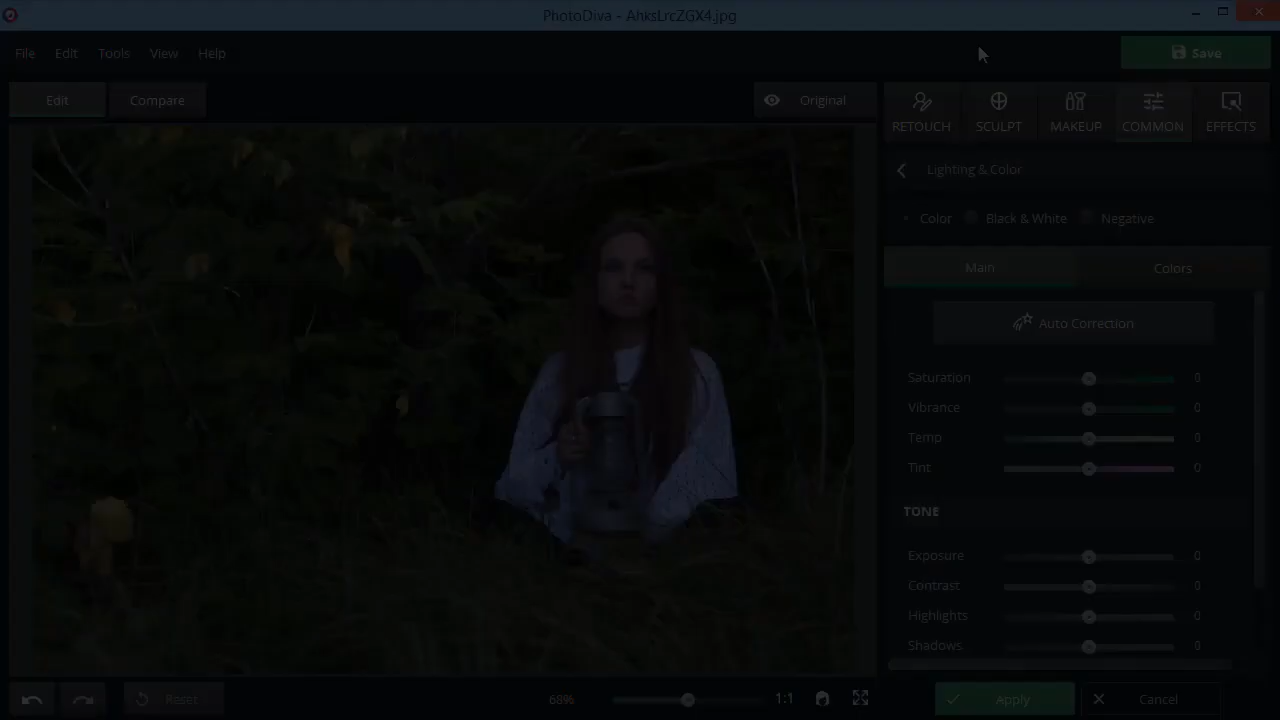 PhotoDiva - AhksLrcZGX4.jpg
File Edit Tools View Help
Save
Edit Compare Original
RETOUCH SCULPT MAKEUP COMMON EFFECTS
Lighting & Color
Color Black & White Negative
Main Colors
Auto Correction
Saturation 0
Vibrance 0
Temp 0
Tint 0
TONE
Exposure 0
Contrast 0
Highlights 0
Shadows 0
Reset 68% 1:1 Apply Cancel